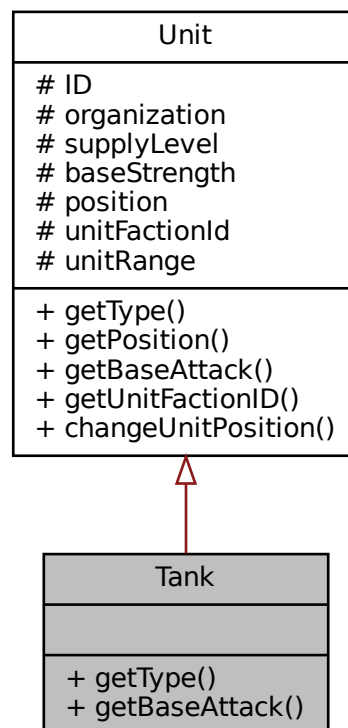 Unit
# ID
# organization
# supplyLevel
# baseStrength
# position
# unitFactionId
# unitRange
+ getType()
+ getPosition()
+ getBaseAttack()
+ getUnitFactionID()
+ changeUnitPosition()
Tank
+ getType()
+ getBaseAttack()